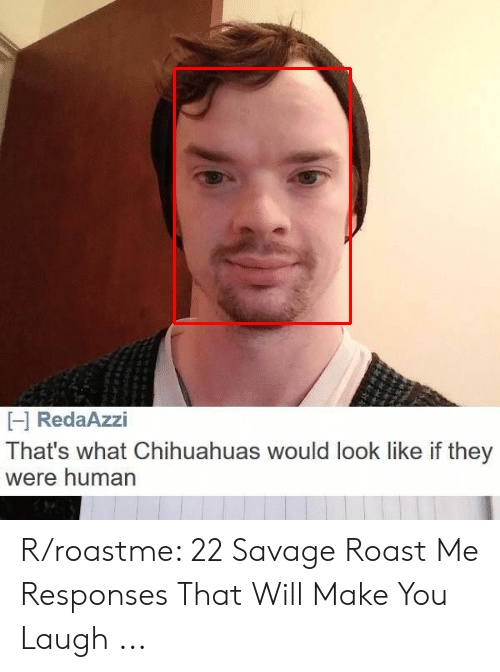 [-] RedaAzzi
That's what Chihuahuas would look like if they
were human
R/roastme: 22 Savage Roast Me
Responses That Will Make You
Laugh ...